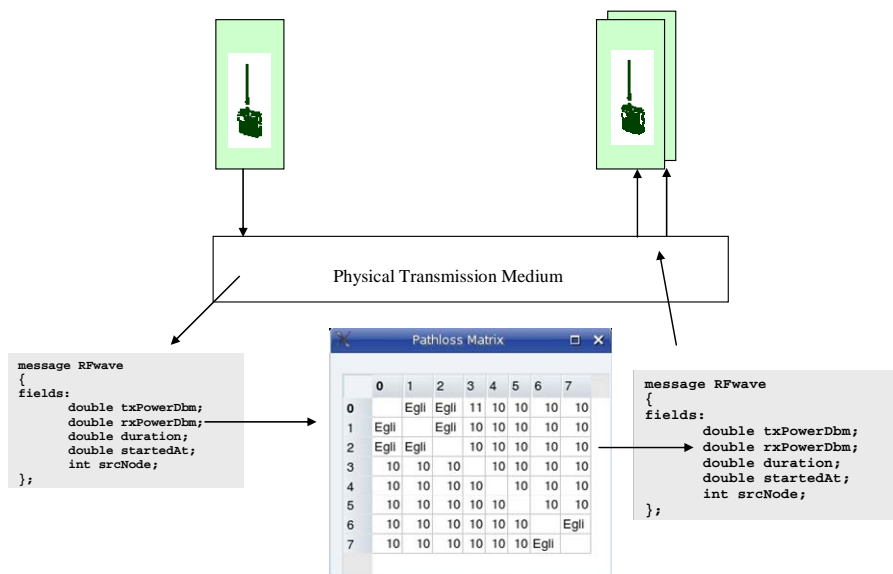 Physical Transmission Medium
message RFwave
{
fields:
double txPowerDbm;
double rxPowerDbm;
double duration;
double startedAt;
int srcNode;
};
Pathloss Matrix
0 1 2 3 4 5 6 7
0 Egli Egli 11 10 10 10 10
1 Egli Egli 10 10 10 10 10
2 Egli Egli 10 10 10 10 10
3 10 10 10 10 10 10 10
4 10 10 10 10 10 10 10
5 10 10 10 10 10 10 10
6 10 10 10 10 10 10 Egli
7 10 10 10 10 10 10 Egli
message RFwave
{
fields:
double txPowerDbm;
double rxPowerDbm;
double duration;
double startedAt;
int srcNode;
};